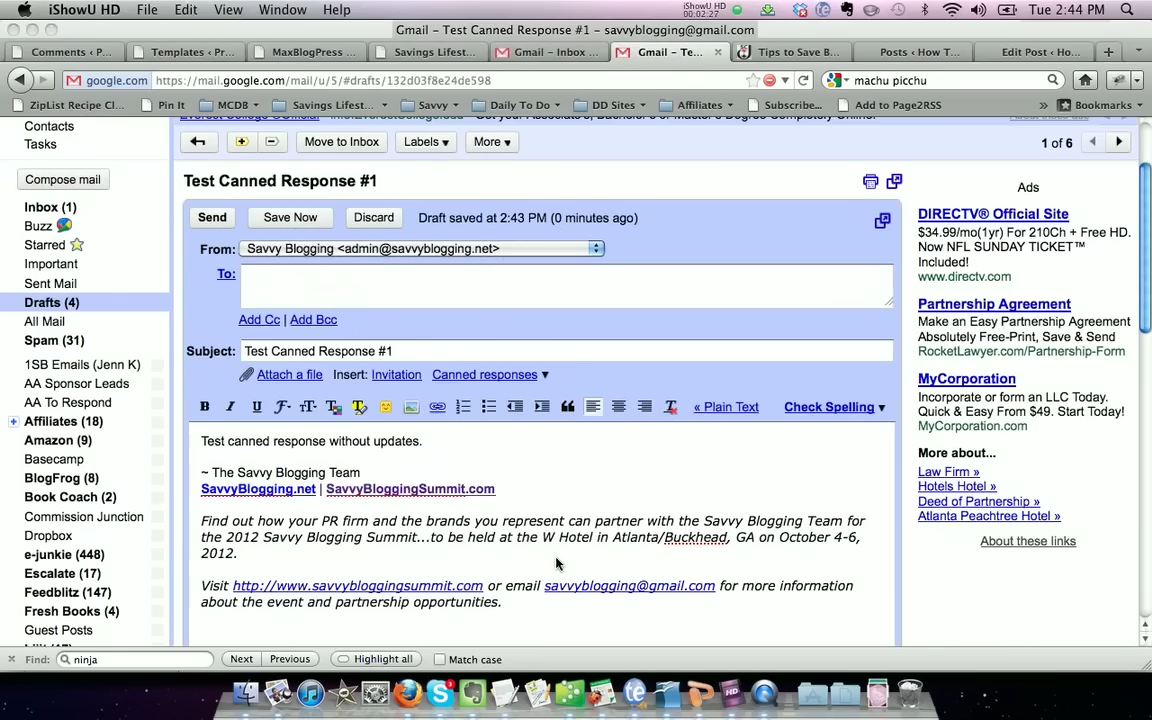 iShowU HD File Edit View Window Help
iShowU HD
00:02:27
Tue 2:44 PM
Gmail – Test Canned Response #1 – savvyblogging@gmail.com
Comments ‹ P...
Templates ‹ Pr...
MaxBlogPress ...
Savings Lifest...
Gmail – Inbox ...
Gmail – Te...
Tips to Save B...
Posts ‹ How T...
Edit Post ‹ Ho...
google.com https://mail.google.com/mail/u/5/#drafts/132d03f8e24de598
machu picchu
ZipList Recipe Cl...
Pin It
MCDB
Savings Lifest...
Savvy
Daily To Do
DD Sites
Affiliates
Subscribe...
Add to Page2RSS
»
Bookmarks
Contacts
Tasks
Compose mail
Inbox (1)
Buzz
Starred
Important
Sent Mail
Drafts (4)
All Mail
Spam (31)
1SB Emails (Jenn K)
AA Sponsor Leads
AA To Respond
Affiliates (18)
Amazon (9)
Basecamp
BlogFrog (8)
Book Coach (2)
Commission Junction
Dropbox
e-junkie (448)
Escalate (17)
Feedblitz (147)
Fresh Books (4)
Guest Posts
Move to Inbox
Labels
More
1 of 6
Test Canned Response #1
Send
Save Now
Discard
Draft saved at 2:43 PM (0 minutes ago)
From: Savvy Blogging <admin@savvyblogging.net>
To:
Add Cc | Add Bcc
Subject: Test Canned Response #1
Attach a file Insert: Invitation Canned responses
B I U
« Plain Text
Check Spelling
Test canned response without updates.
~ The Savvy Blogging Team
SavvyBlogging.net | SavvyBloggingSummit.com
Find out how your PR firm and the brands you represent can partner with the Savvy Blogging Team for
the 2012 Savvy Blogging Summit...to be held at the W Hotel in Atlanta/Buckhead, GA on October 4-6,
2012.
Visit http://www.savvybloggingsummit.com or email savvyblogging@gmail.com for more information
about the event and partnership opportunities.
Ads
DIRECTV® Official Site
$34.99/mo(1yr) For 210Ch + Free HD.
Now NFL SUNDAY TICKET™
Included!
www.directv.com
Partnership Agreement
Make an Easy Partnership Agreement
Absolutely Free-Print, Save & Send
RocketLawyer.com/Partnership-Form
MyCorporation
Incorporate or form an LLC Today.
Quick & Easy From $49. Start Today!
MyCorporation.com
More about...
Law Firm »
Hotels Hotel »
Deed of Partnership »
Atlanta Peachtree Hotel »
About these links
Find: ninja
Next
Previous
Highlight all
Match case